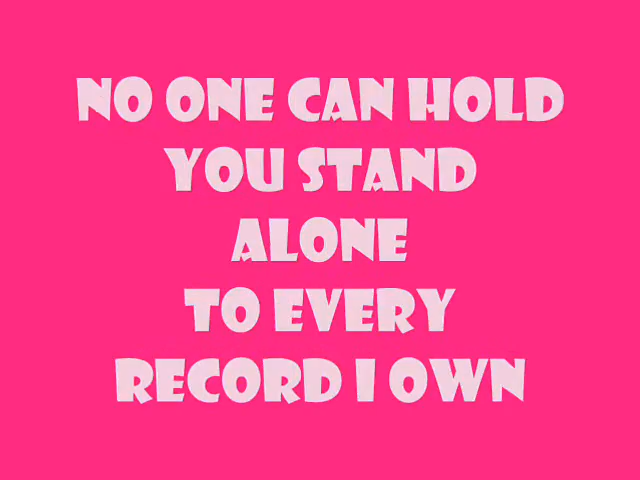 NO ONE CAN HOLD
YOU STAND
ALONE
TO EVERY
RECORD I OWN